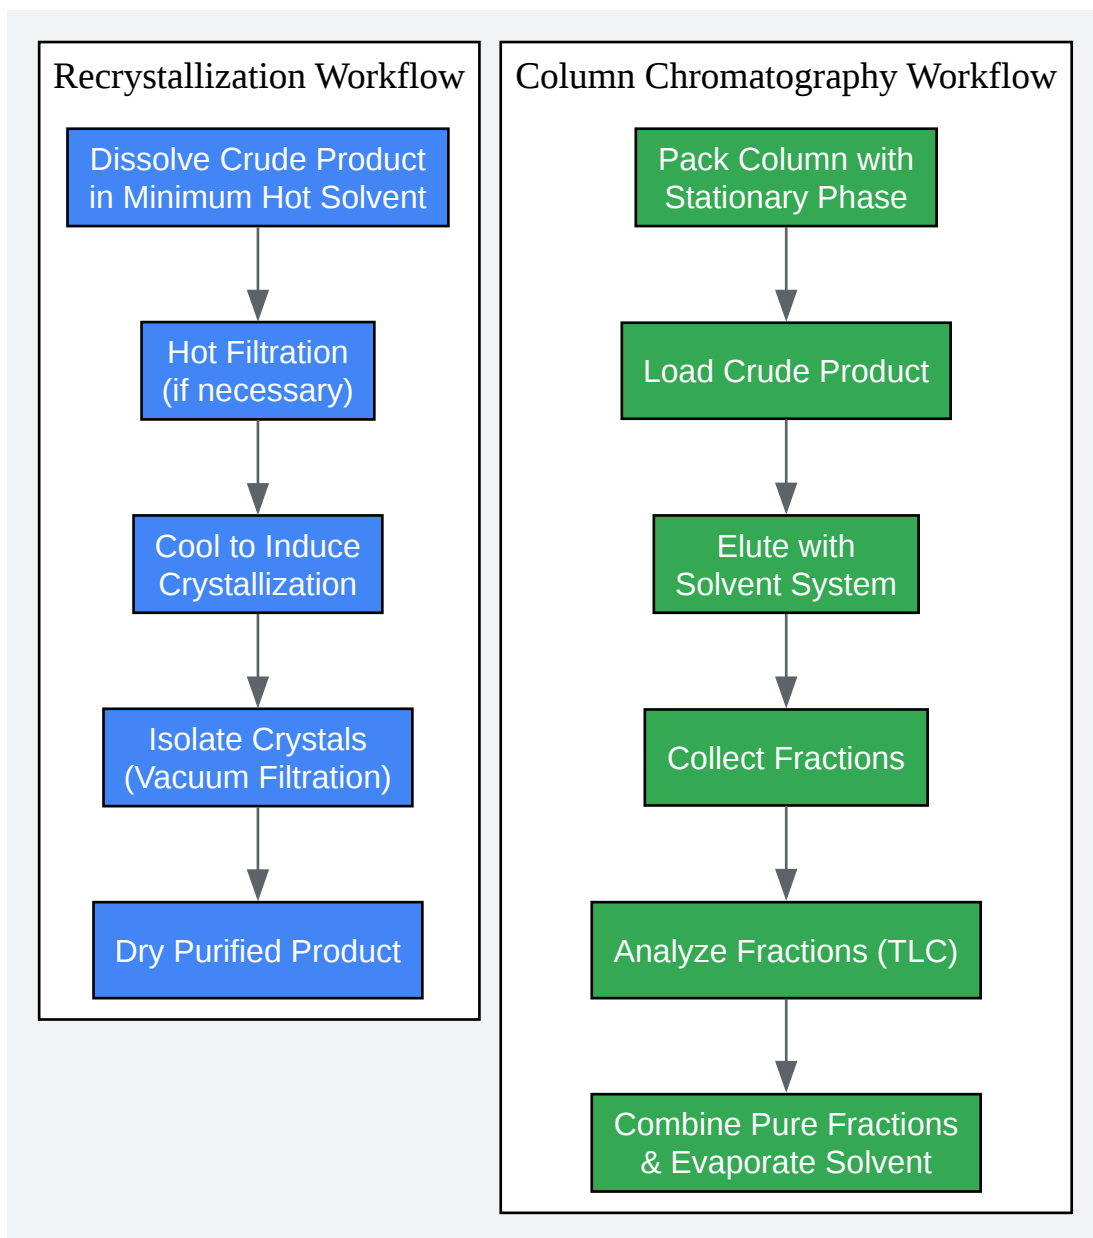 Recrystallization Workflow
Dissolve Crude Product
in Minimum Hot Solvent
Hot Filtration
(if necessary)
Cool to Induce
Crystallization
Isolate Crystals
(Vacuum Filtration)
Dry Purified Product
Column Chromatography Workflow
Pack Column with
Stationary Phase
Load Crude Product
Elute with
Solvent System
Collect Fractions
Analyze Fractions (TLC)
Combine Pure Fractions
& Evaporate Solvent